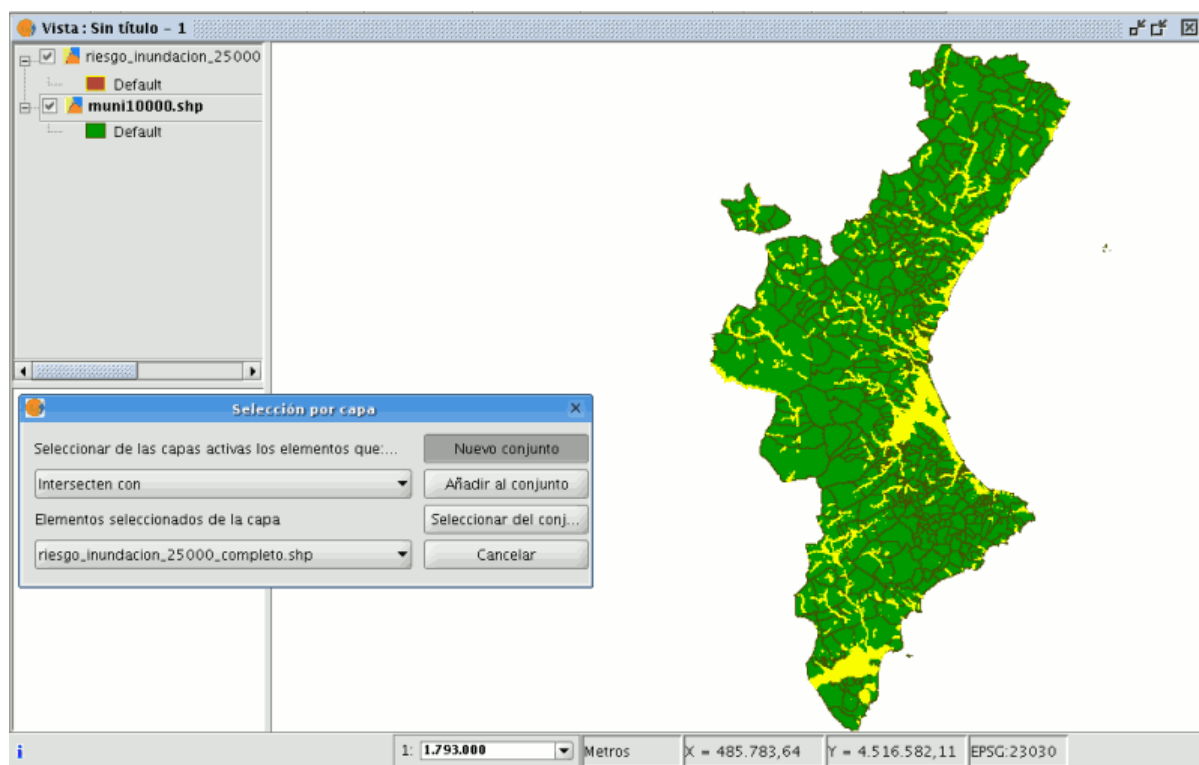 Vista : Sin título - 1
riesgo_inundacion_25000
Default
muni10000.shp
Default
Selección por capa
Seleccionar de las capas activas los elementos que:...
Nuevo conjunto
Intersecten con
Añadir al conjunto
Elementos seleccionados de la capa
Seleccionar del conj...
riesgo_inundacion_25000_completo.shp
Cancelar
1: 1.793.000
Metros
X = 485.783,64
Y = 4.516.582,11
EPSG:23030